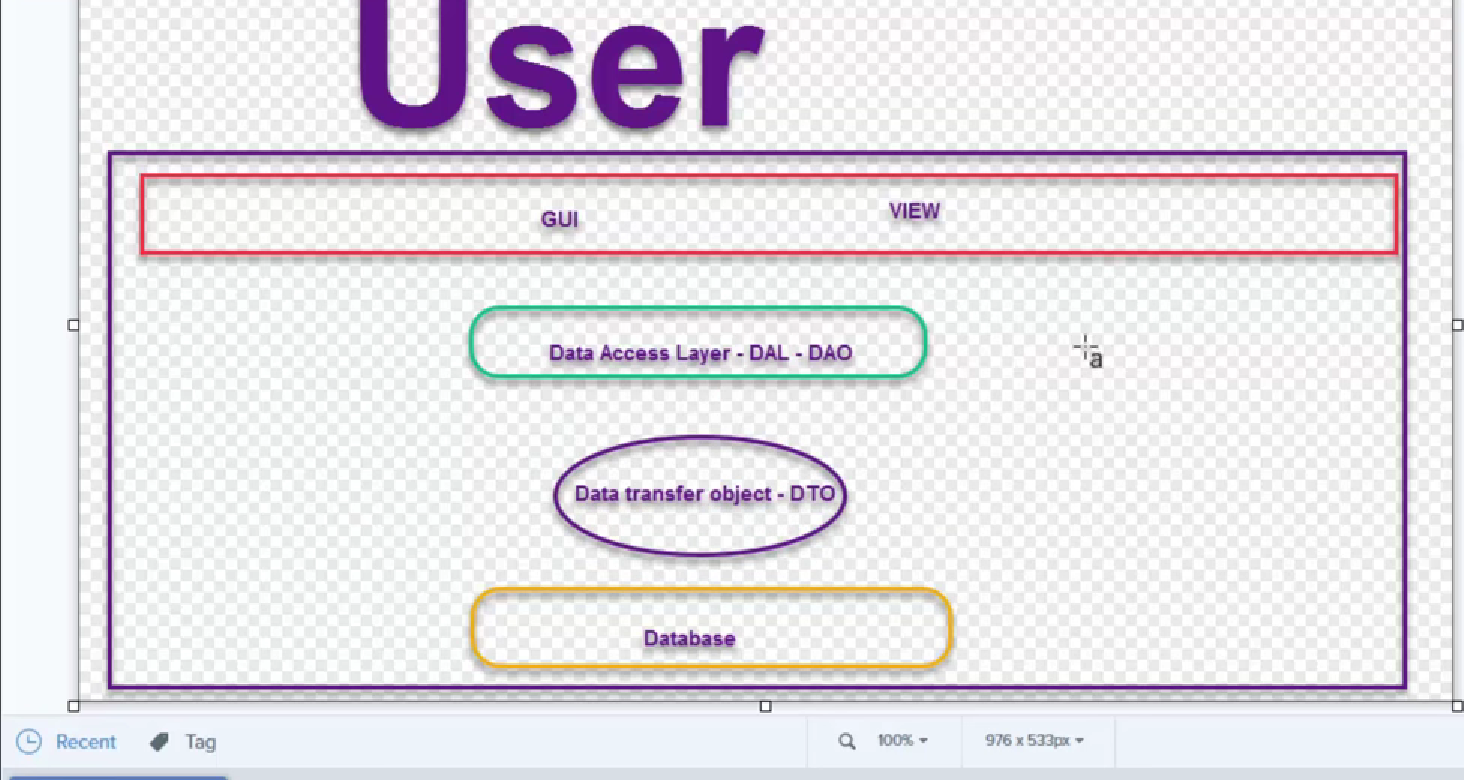 User
GUI
VIEW
Data Access Layer - DAL - DAO
Data transfer object - DTO
Database
Recent
Tag
100%
976 x 533px
a